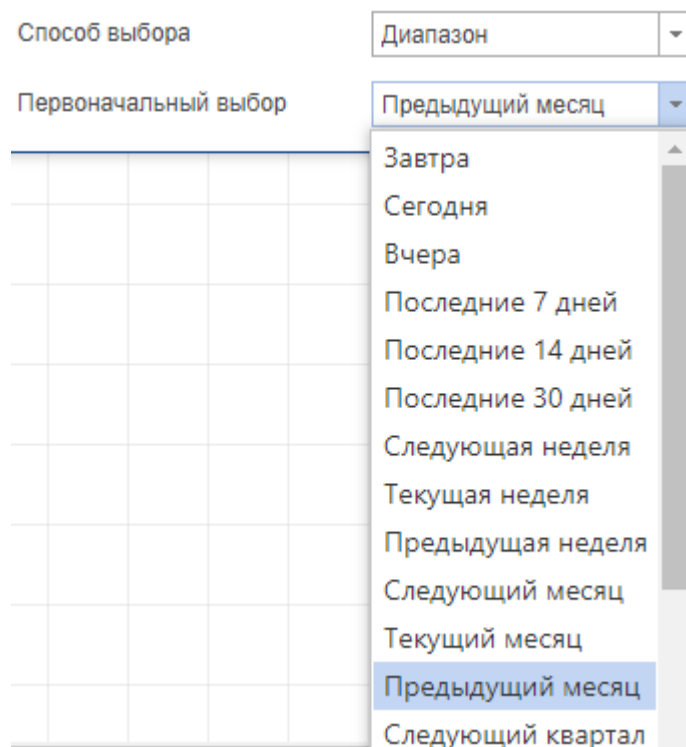 Способ выбора Диапазон
Первоначальный выбор Предыдущий месяц
Завтра
Сегодня
Вчера
Последние 7 дней
Последние 14 дней
Последние 30 дней
Следующая неделя
Текущая неделя
Предыдущая неделя
Следующий месяц
Текущий месяц
Предыдущий месяц
Следующий квартал